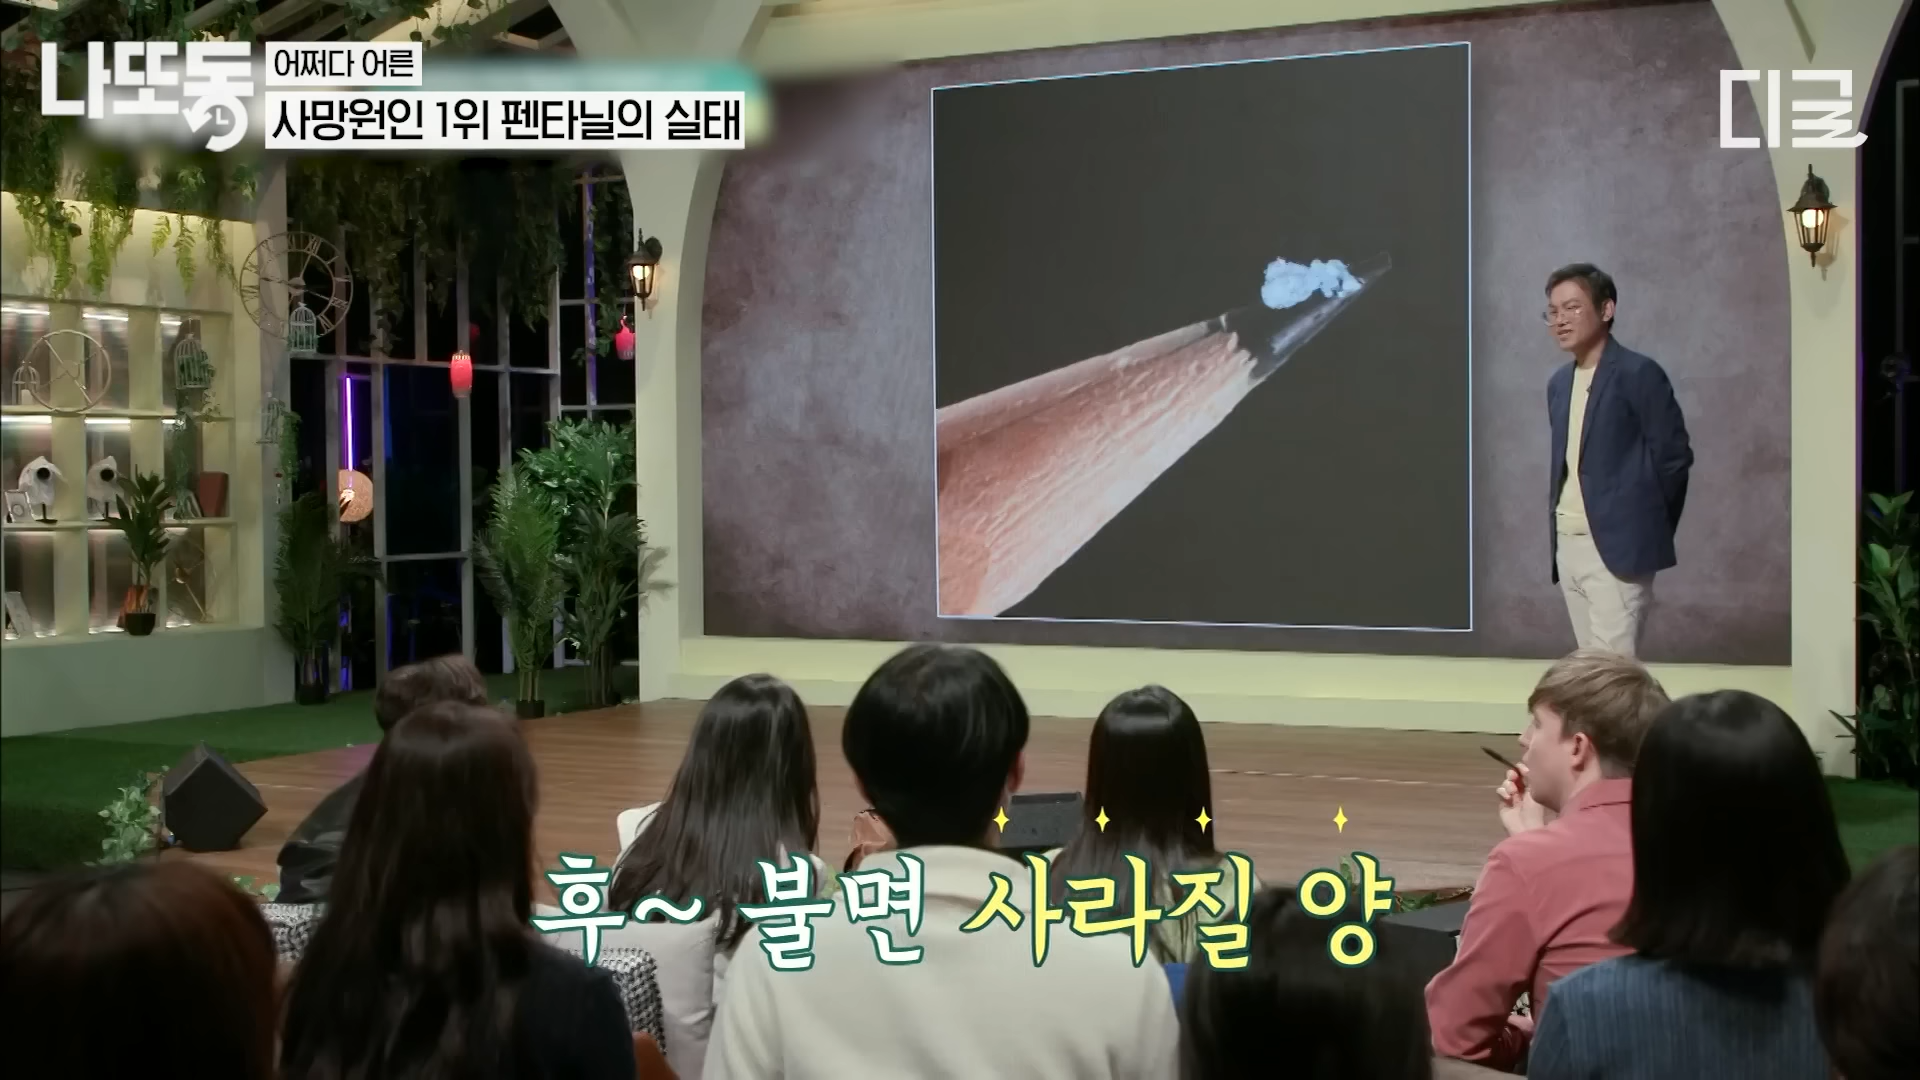 나또동
어쩌다 어른
사망원인 1위 펜타닐의 실태
디글
후~ 불면 사라질 양